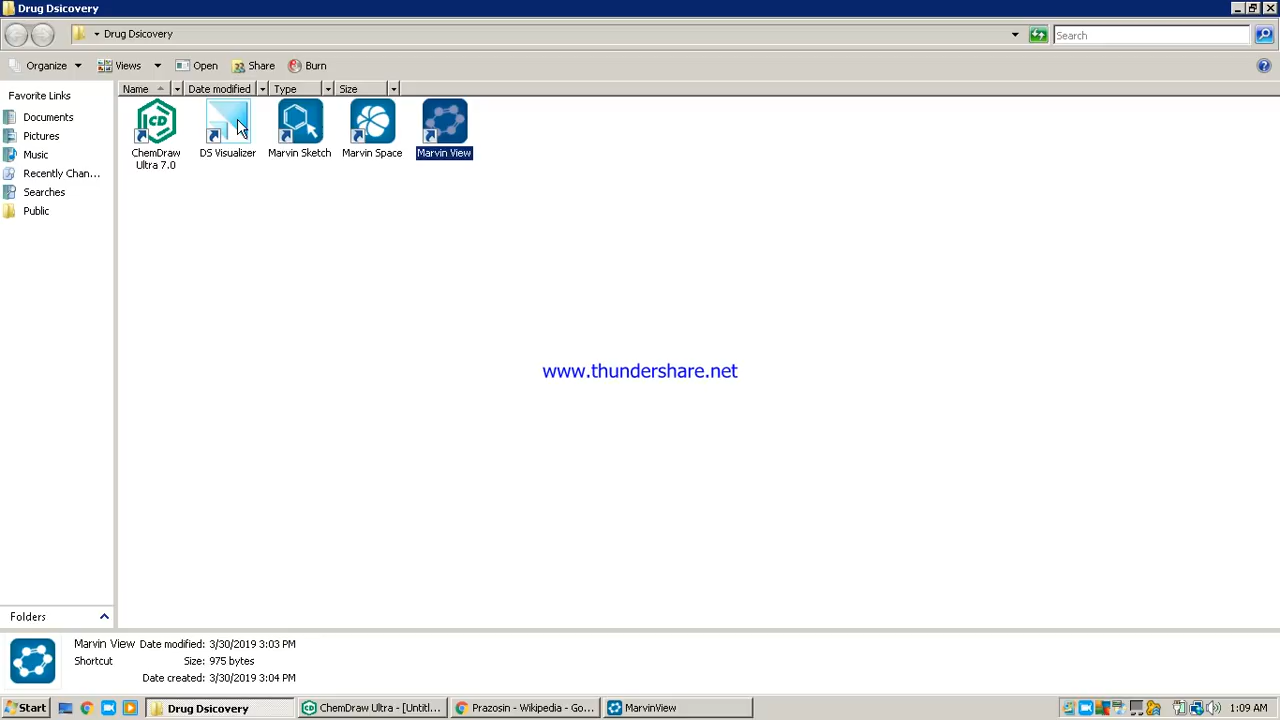 Drug Dsicovery
Drug Dsicovery
Search
Organize Views Open Share Burn
Favorite Links
Name Date modified Type Size
Documents
Pictures
Music
Recently Chan...
Searches
Public
ChemDraw Ultra 7.0
DS Visualizer
Marvin Sketch
Marvin Space
Marvin View
www.thundershare.net
Folders
Marvin View Date modified: 3/30/2019 3:03 PM
Shortcut Size: 975 bytes
Date created: 3/30/2019 3:04 PM
Start Drug Dsicovery ChemDraw Ultra - [Untitl... Prazosin - Wikipedia - Go... MarvinView 1:09 AM